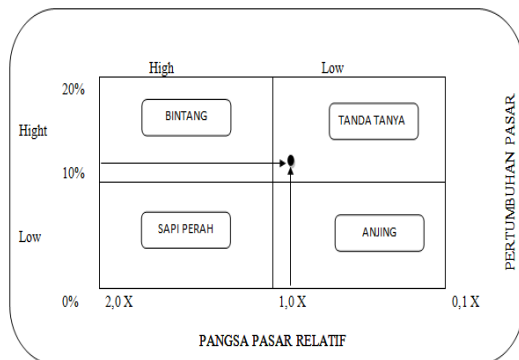 High Low
20%
BINTANG TANDA TANYA
Hight
10%
SAPI PERAH ANJING
Low
0% 2,0 X 1,0 X 0,1 X
PANGSA PASAR RELATIF
PERTUMBUHAN PASAR